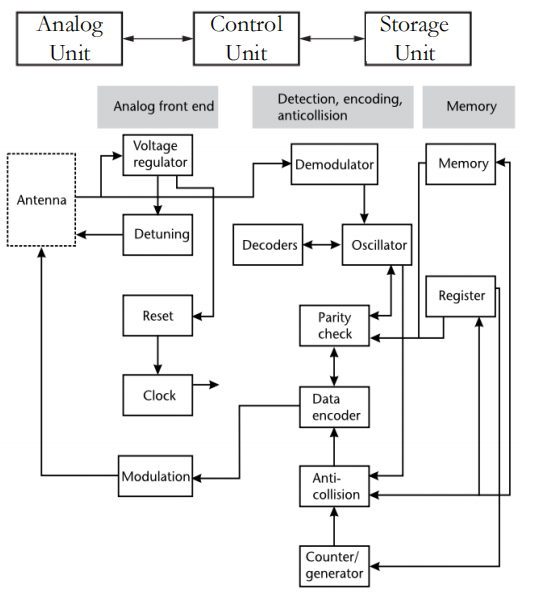 Analog
Unit
Control
Unit
Storage
Unit
Analog front end
Detection, encoding,
anticollision
Memory
Voltage
regulator
Demodulator
Memory
Antenna
Detuning
Decoders
Oscillator
Reset
Parity
check
Register
Clock
Data
encoder
Modulation
Anti-
collision
Counter/
generator